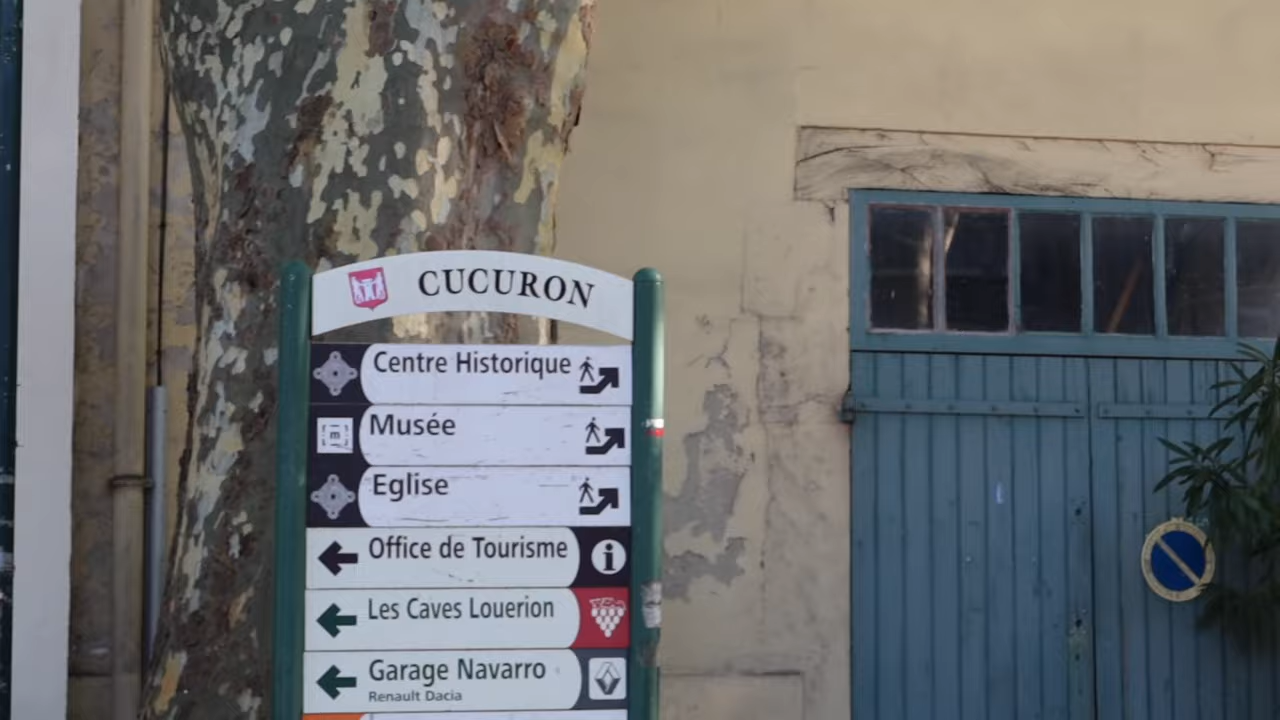 CUCURON
Centre Historique
Musée
m
Eglise
Office de Tourisme
i
Les Caves Louerion
Garage Navarro
Renault Dacia